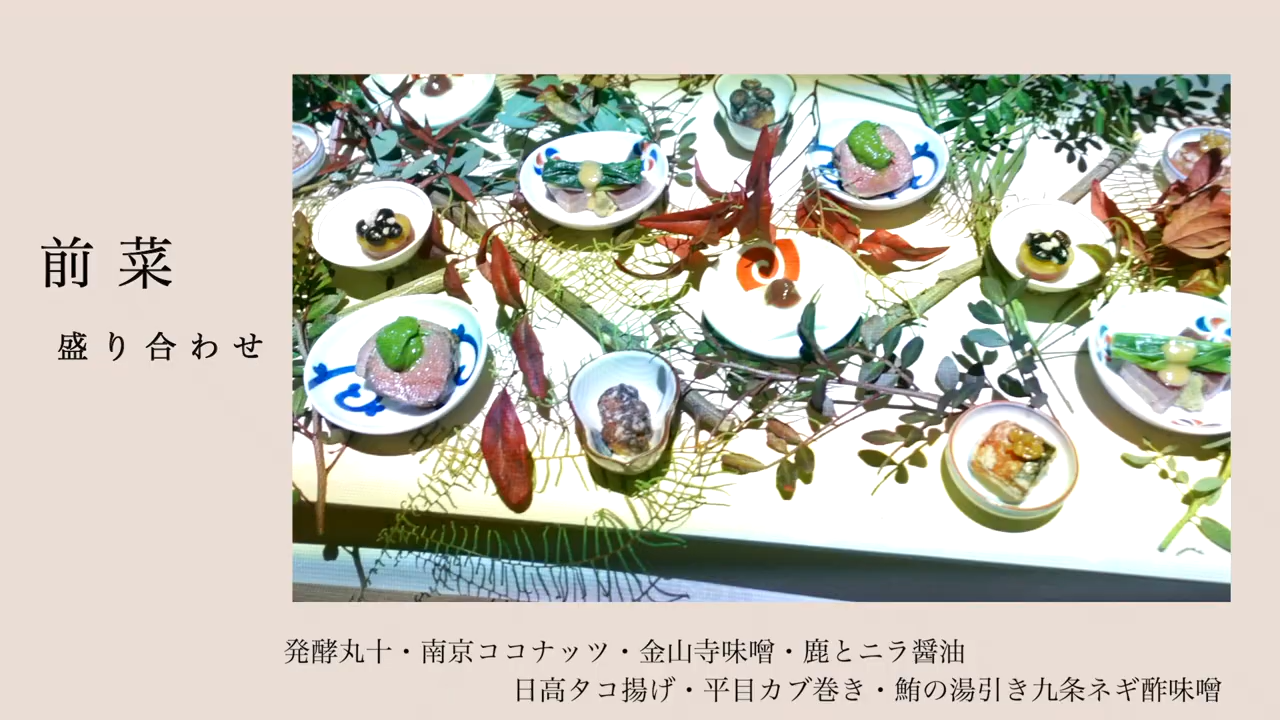 前菜
盛り合わせ
発酵丸十・南京ココナッツ・金山寺味噌・鹿とニラ醤油
日高タコ揚げ・平目カブ巻き・鮪の湯引き九条ネギ酢味噌